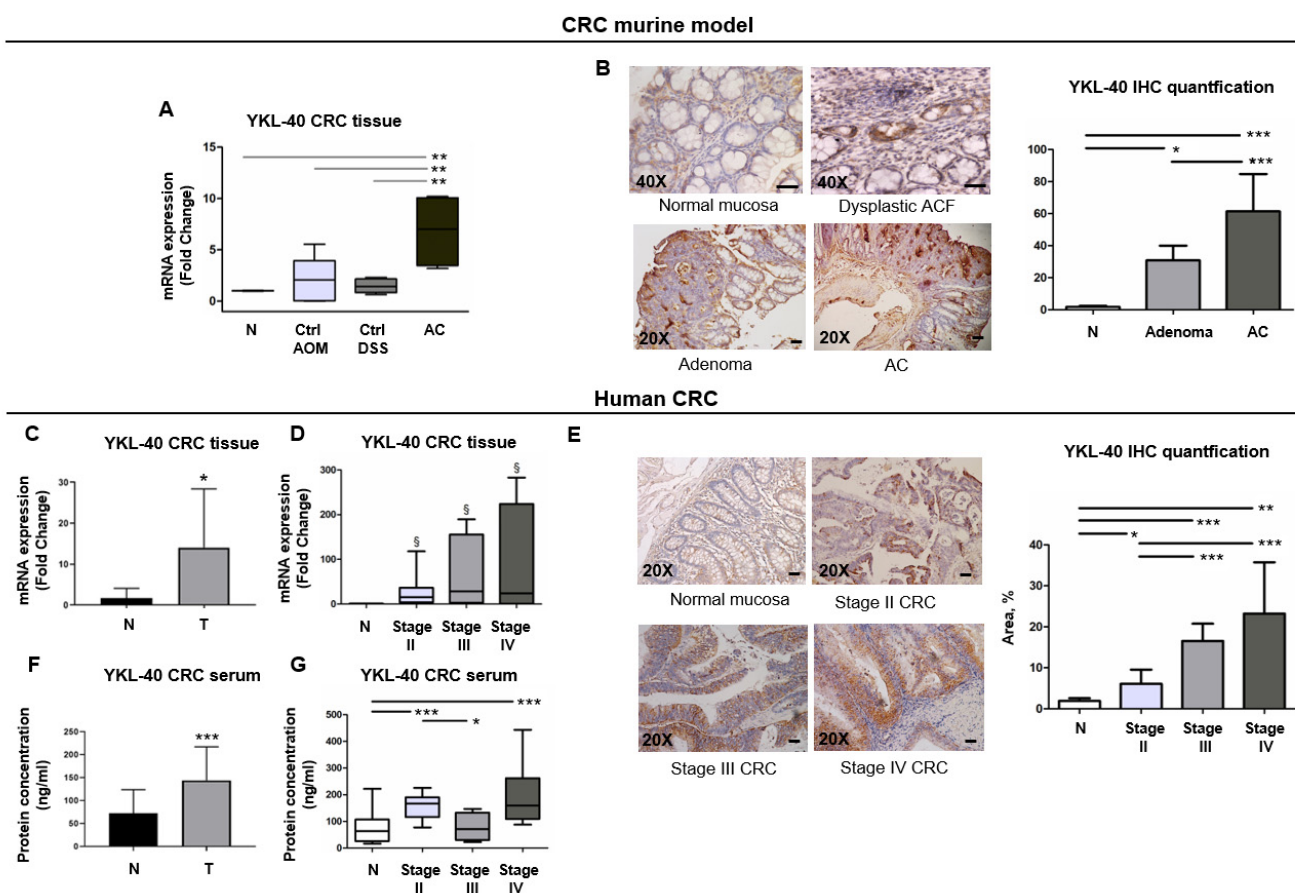 CRC murine model
A
YKL-40 CRC tissue
mRNA expression
(Fold Change)
15
10
5
0
**
**
**
N
Ctrl
AOM
Ctrl
DSS
AC
B
40X
Normal mucosa
40X
Dysplastic ACF
20X
Adenoma
20X
AC
YKL-40 IHC quantfication
100
80
60
40
20
0
***
*
***
N
Adenoma
AC
Human CRC
C
YKL-40 CRC tissue
mRNA expression
(Fold Change)
30
20
10
0
*
N
T
D
YKL-40 CRC tissue
mRNA expression
(Fold Change)
300
200
100
0
§
§
§
N
Stage
II
Stage
III
Stage
IV
E
20X
Normal mucosa
20X
Stage II CRC
20X
Stage III CRC
20X
Stage IV CRC
YKL-40 IHC quantfication
Area, %
40
30
20
10
0
**
***
*
***
***
N
Stage
II
Stage
III
Stage
IV
F
YKL-40 CRC serum
Protein concentration
(ng/ml)
250
200
150
100
50
0
***
N
T
G
YKL-40 CRC serum
Protein concentration
(ng/ml)
500
400
300
200
100
0
***
***
*
N
Stage
II
Stage
III
Stage
IV